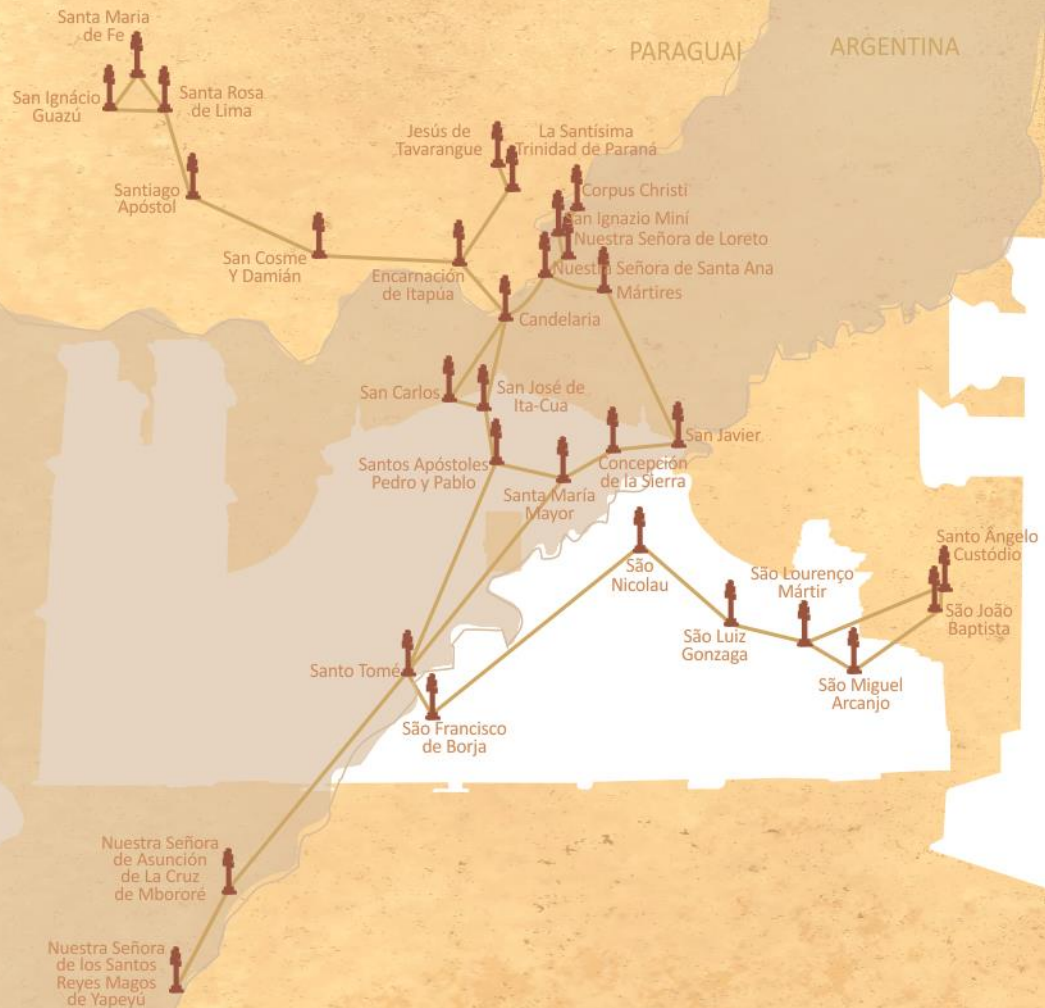 Santa Maria
de Fe
PARAGUAI
ARGENTINA
San Ignácio
Guazú
Santa Rosa
de Lima
Jesús de
Tavarangue
La Santísima
Trinidad de Paraná
Santiago
Apóstol
Corpus Christi
San Ignazio Miní
Nuestra Señora de Loreto
San Cosme
Y Damián
Encarnación
de Itapúa
Nuestra Señora de Santa Ana
Mártires
Candelaria
San Carlos
San José de
Ita-Cua
San Javier
Santos Apóstoles
Pedro y Pablo
Concepción
de la Sierra
Santa María
Mayor
São
Nicolau
Santo Ângelo
Custódio
São Lourenço
Mártir
São João
Baptista
São Luiz
Gonzaga
Santo Tomé
São Miguel
Arcanjo
São Francisco
de Borja
Nuestra Señora
de Asunción
de La Cruz
de Mbororé
Nuestra Señora
de los Santos
Reyes Magos
de Yapeyú